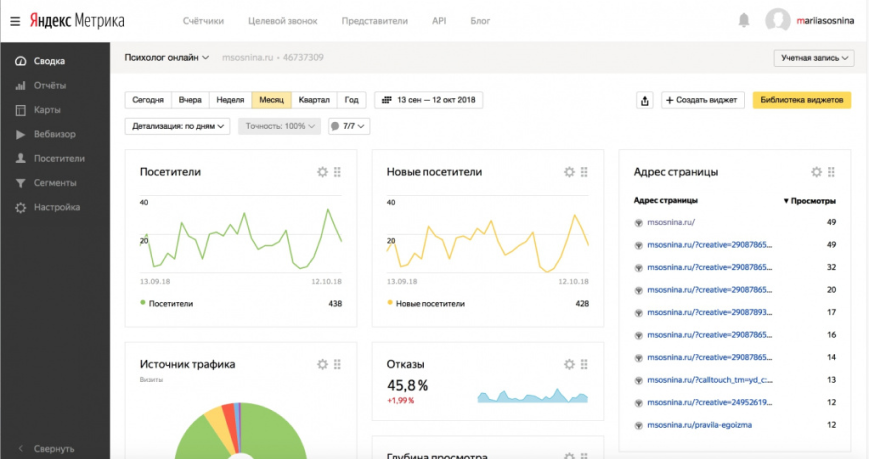 Яндекс Метрика
Счётчики Целевой звонок Представители API Блог
mariiasosnina
Сводка
Отчёты
Карты
Вебвизор
Посетители
Сегменты
Настройка
Свернуть
Психолог онлайн msosnina.ru • 46737309
Учетная запись
Сегодня Вчера Неделя Месяц Квартал Год 13 сен — 12 окт 2018
+ Создать виджет Библиотека виджетов
Детализация: по дням Точность: 100% 7/7
Посетители
40
20
13.09.18 12.10.18
Посетители 438
Новые посетители
40
20
13.09.18 12.10.18
Новые посетители 428
Адрес страницы
Адрес страницы ▼ Просмотры
msosnina.ru/ 49
msosnina.ru/?creative=29087865... 49
msosnina.ru/?creative=29087865... 32
msosnina.ru/?creative=29087865... 20
msosnina.ru/?creative=29087893... 17
msosnina.ru/?creative=29087865... 16
msosnina.ru/?creative=29087865... 14
msosnina.ru/?calltouch_tm=yd_c:... 13
msosnina.ru/?creative=24952619... 12
msosnina.ru/pravila-egoizma 12
Источник трафика
Визиты
Отказы
45,8 %
+1,99 %
Глубина просмотра